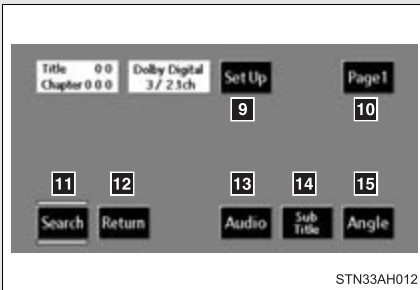 Title 00
Chapter 000
Dolby Digital
3/2.1ch
Set Up
Page1
9
10
11
12
13
14
15
Search
Return
Audio
Sub
Title
Angle
STN33AH012